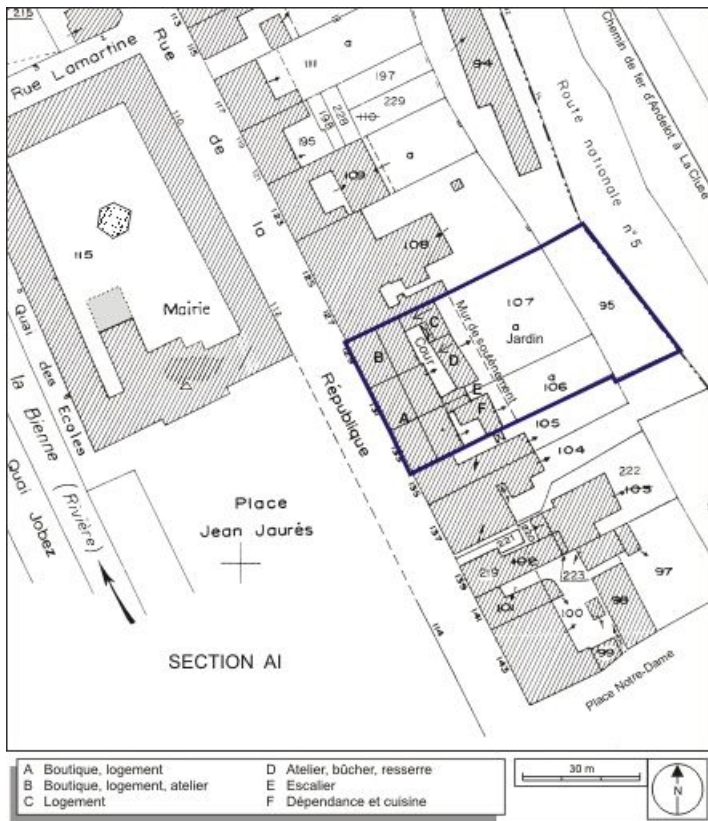 215
113
115
117
119
121
123
125
127
129
131
133
135
137
139
141
143
Rue Lamartine
Rue
de
la
République
110
112
114
111
a
197
198
228
229
110
195
109
a
94
108
Route nationale n°5
Chemin de fer d'Andelot à La Cluse
115
Mairie
Quai des Ecoles
la Bienne
(Rivière)
Quai Jobez
B
C
Cour
D
A
E
F
Mur de soutènement
107
a
Jardin
95
a
106
105
104
222
103
221
220
219
102
223
101
100
98
99
97
Place
Jean Jaurès
Place Notre-Dame
SECTION AI
A Boutique, logement
B Boutique, logement, atelier
C Logement
D Atelier, bûcher, resserre
E Escalier
F Dépendance et cuisine
30 m
N